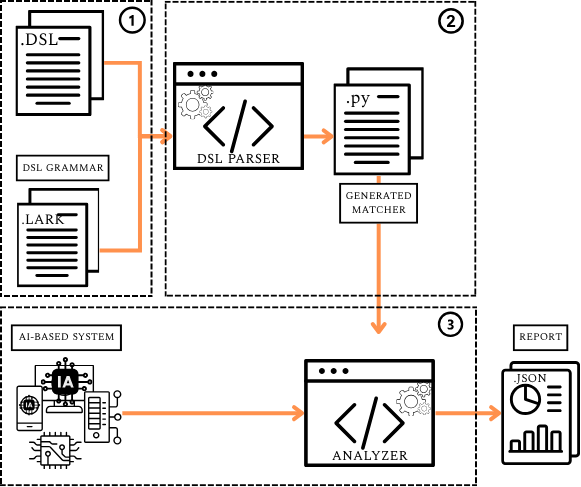 1
.DSL
DSL GRAMMAR
.LARK
2
</>
DSL PARSER
.py
GENERATED
MATCHER
3
AI-BASED SYSTEM
IA
IA
</>
ANALYZER
REPORT
.JSON